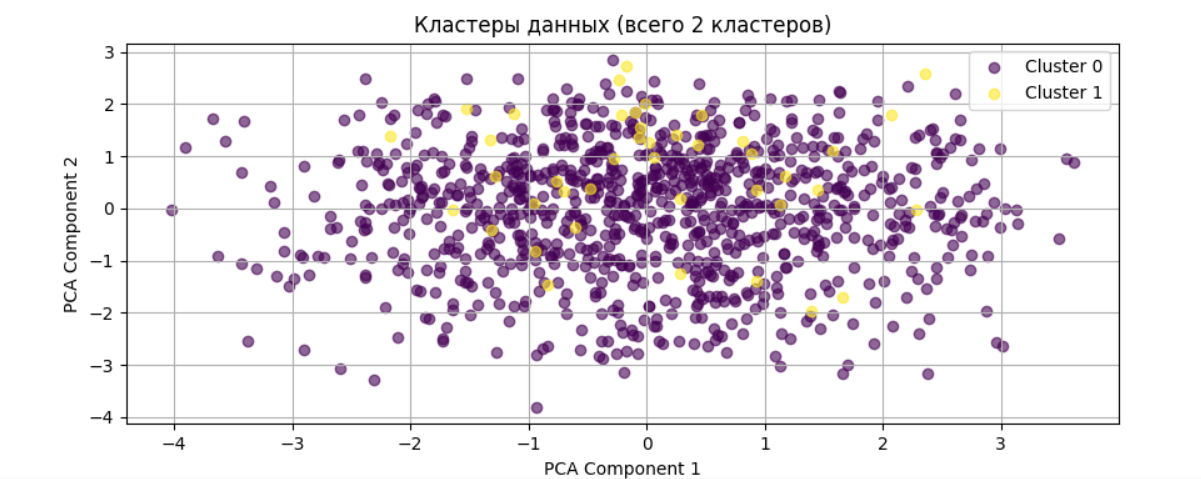 Кластеры данных (всего 2 кластеров)
Cluster 0
Cluster 1
PCA Component 2
3
2
1
0
−1
−2
−3
−4
−4 −3 −2 −1 0 1 2 3
PCA Component 1